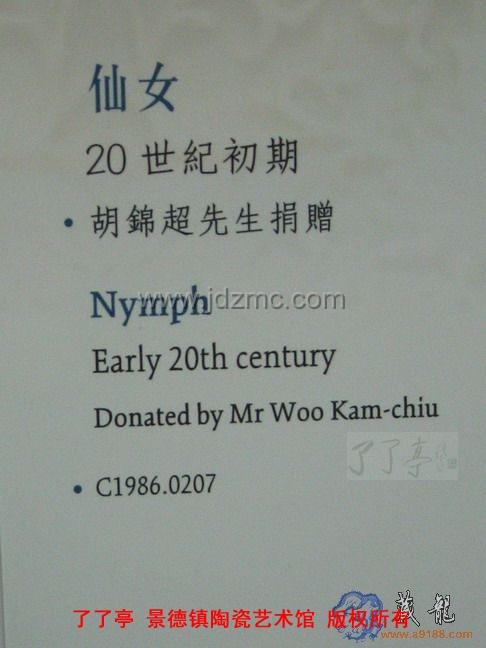 仙女
20 世紀初期
• 胡錦超先生捐贈
www.jdzmc.com
Nymph
Early 20th century
Donated by Mr Woo Kam-chiu
了了亭
• C1986.0207
了了亭 景德镇陶瓷艺术馆 版权所有
藏龍
www.a9188.com